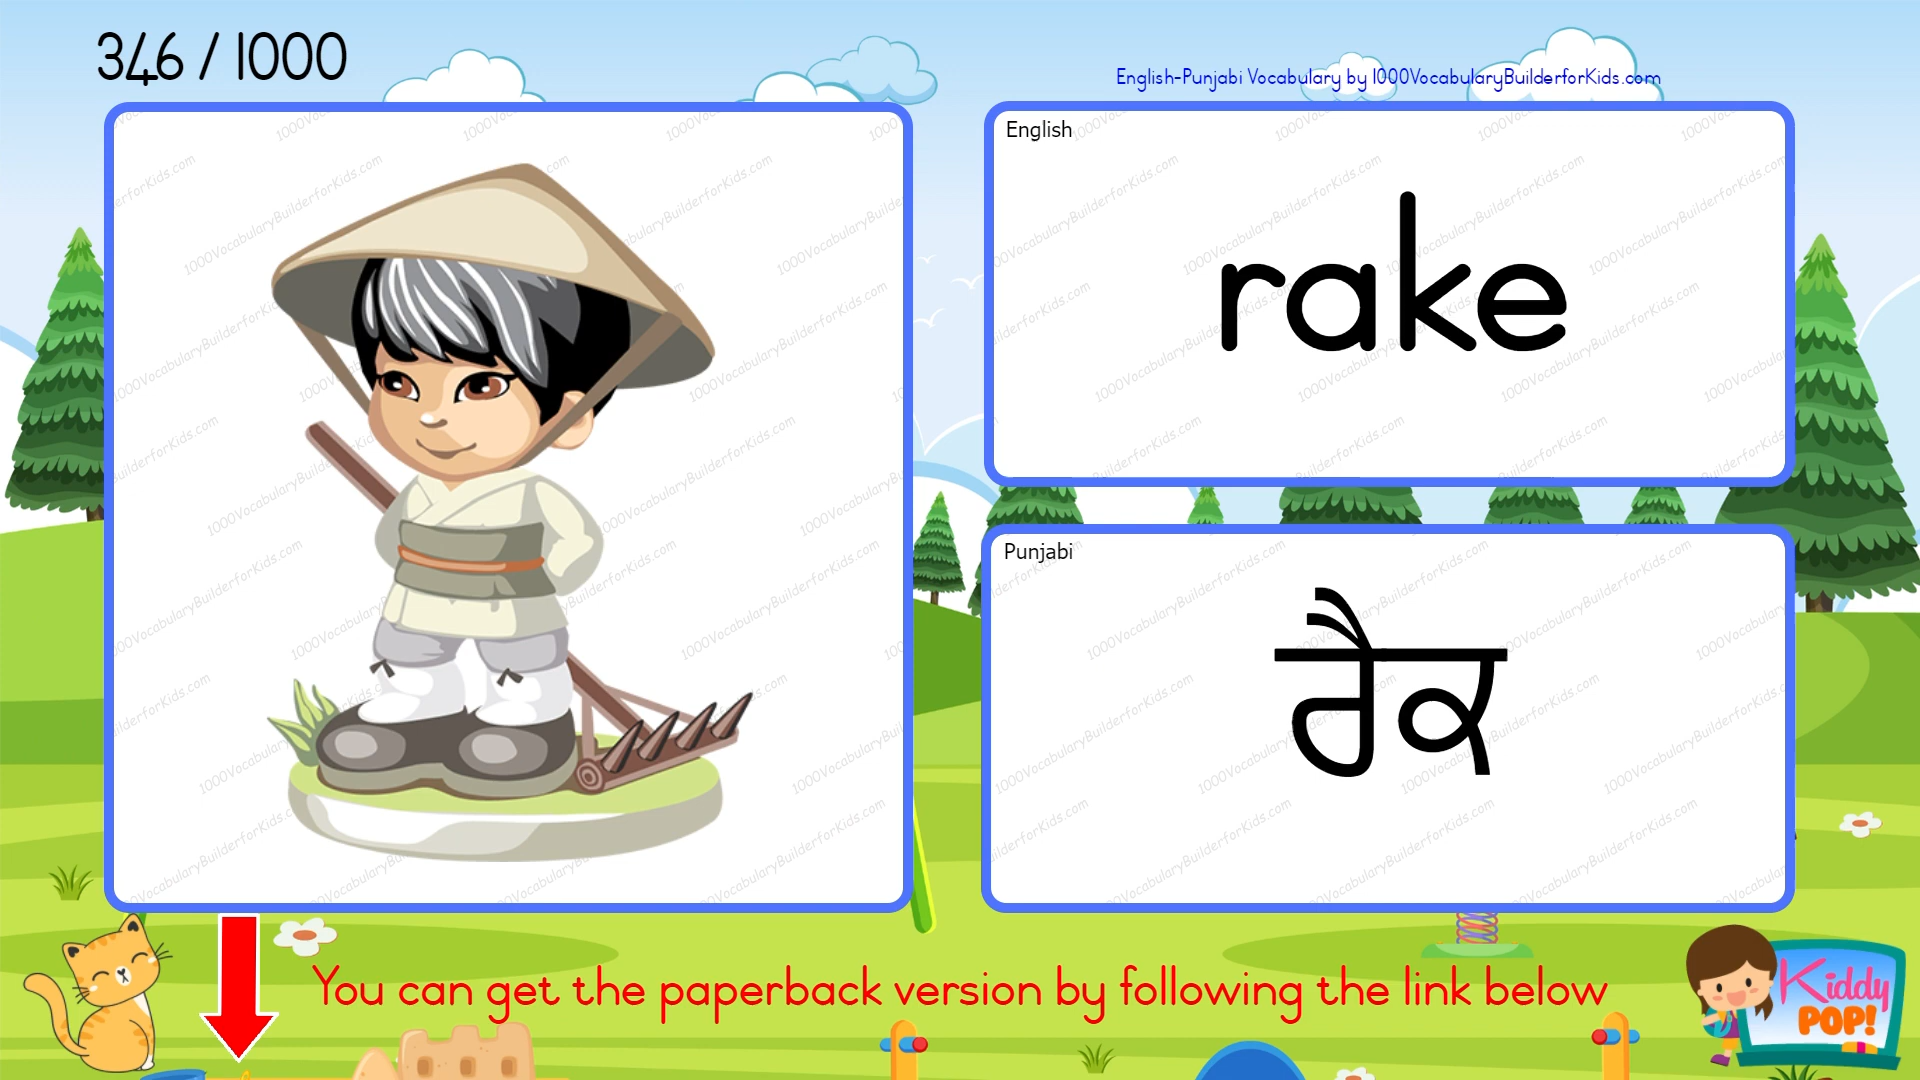 346 / 1000
English-Punjabi Vocabulary by 1000VocabularyBuilderforKids.com
English
rake
Punjabi
ਰੈਕ
You can get the paperback version by following the link below
Kiddy
POP!